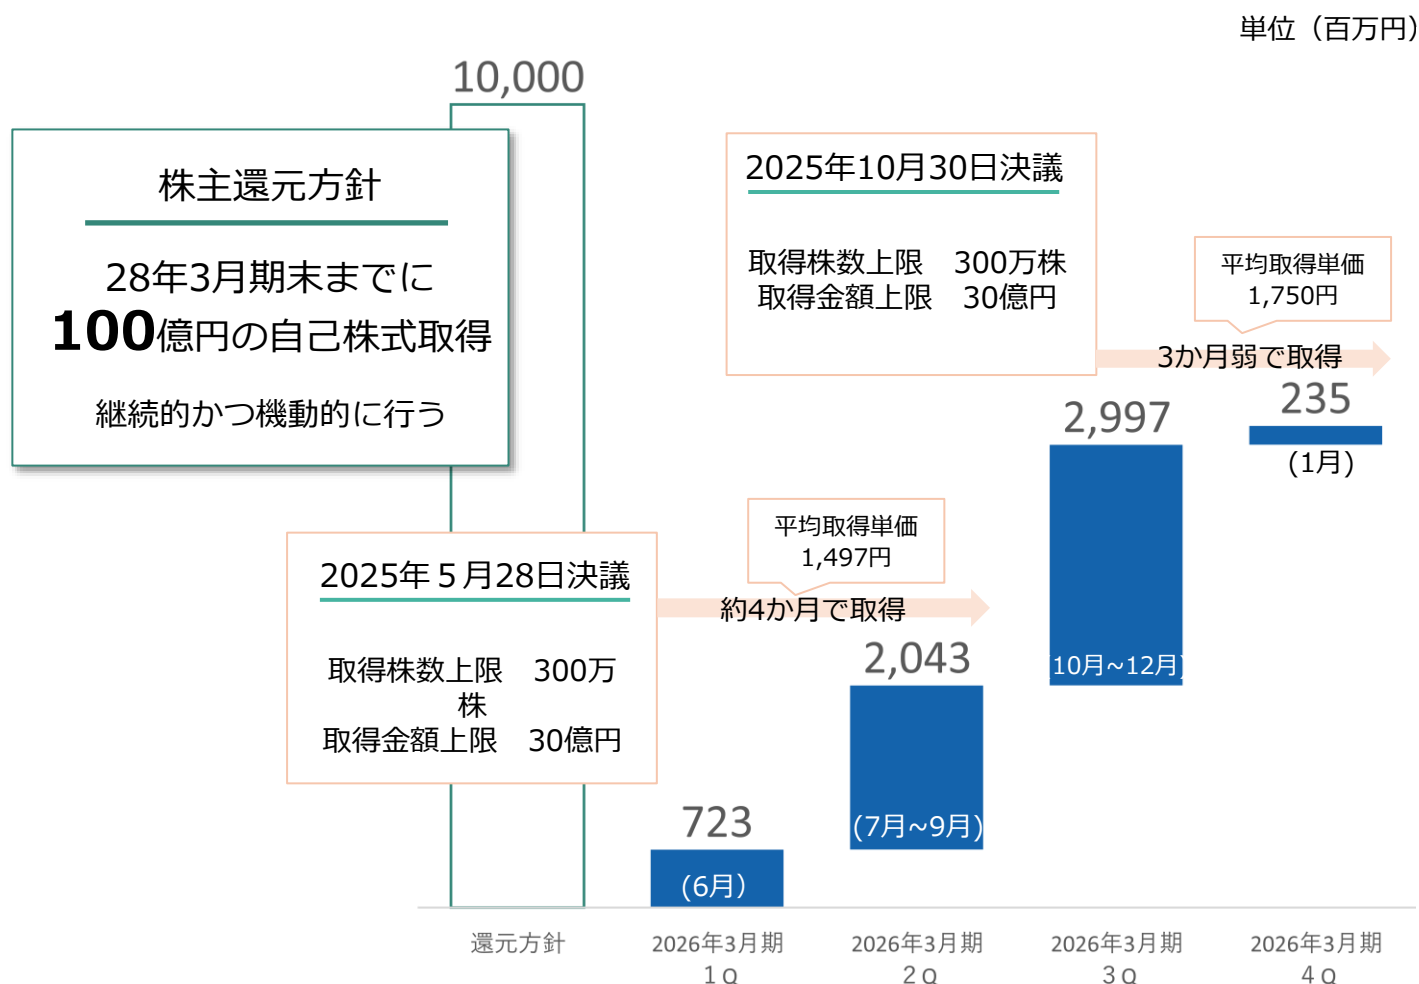 単位（百万円）
10,000
株主還元方針
28年3月期末までに
100億円の自己株式取得
継続的かつ機動的に行う
2025年10月30日決議
取得株数上限　300万株
取得金額上限　30億円
平均取得単価
1,750円
3か月弱で取得
2,997
(10月~12月)
235
(1月)
2025年５月28日決議
取得株数上限　300万
株
取得金額上限　30億円
平均取得単価
1,497円
約4か月で取得
2,043
(7月~9月)
723
(6月）
還元方針
2026年3月期
１Q
2026年3月期
２Q
2026年3月期
３Q
2026年3月期
４Q